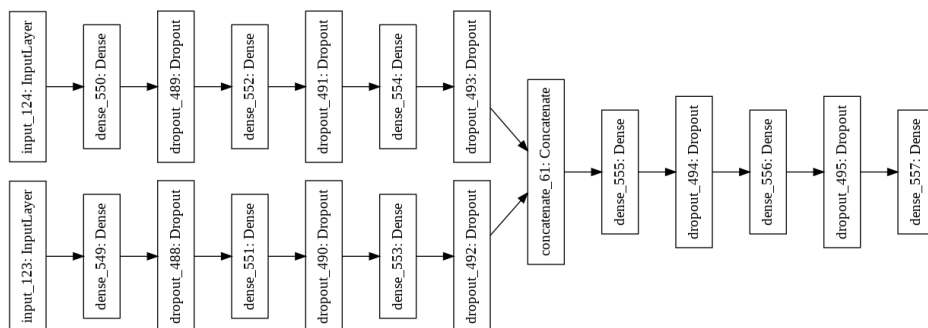 input_124: InputLayer
dense_550: Dense
dropout_489: Dropout
dense_552: Dense
dropout_491: Dropout
dense_554: Dense
dropout_493: Dropout
input_123: InputLayer
dense_549: Dense
dropout_488: Dropout
dense_551: Dense
dropout_490: Dropout
dense_553: Dense
dropout_492: Dropout
concatenate_61: Concatenate
dense_555: Dense
dropout_494: Dropout
dense_556: Dense
dropout_495: Dropout
dense_557: Dense